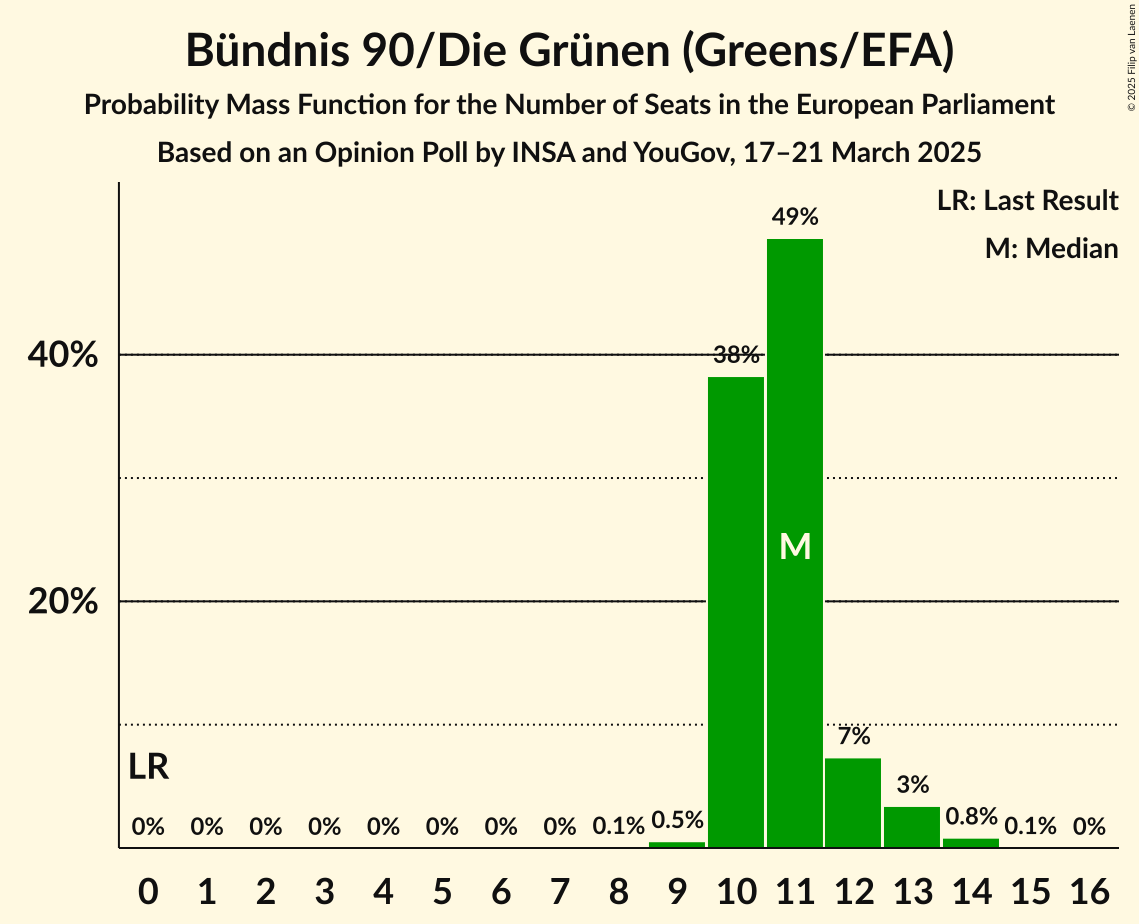 Bündnis 90/Die Grünen (Greens/EFA)
Probability Mass Function for the Number of Seats in the European Parliament
Based on an Opinion Poll by INSA and YouGov, 17–21 March 2025
© 2025 Filip van Laenen
LR: Last Result
M: Median
49%
40%
38%
M
20%
7%
LR
3%
0% 0% 0% 0% 0% 0% 0% 0% 0.1% 0.5% 0.8% 0.1% 0%
0 1 2 3 4 5 6 7 8 9 10 11 12 13 14 15 16